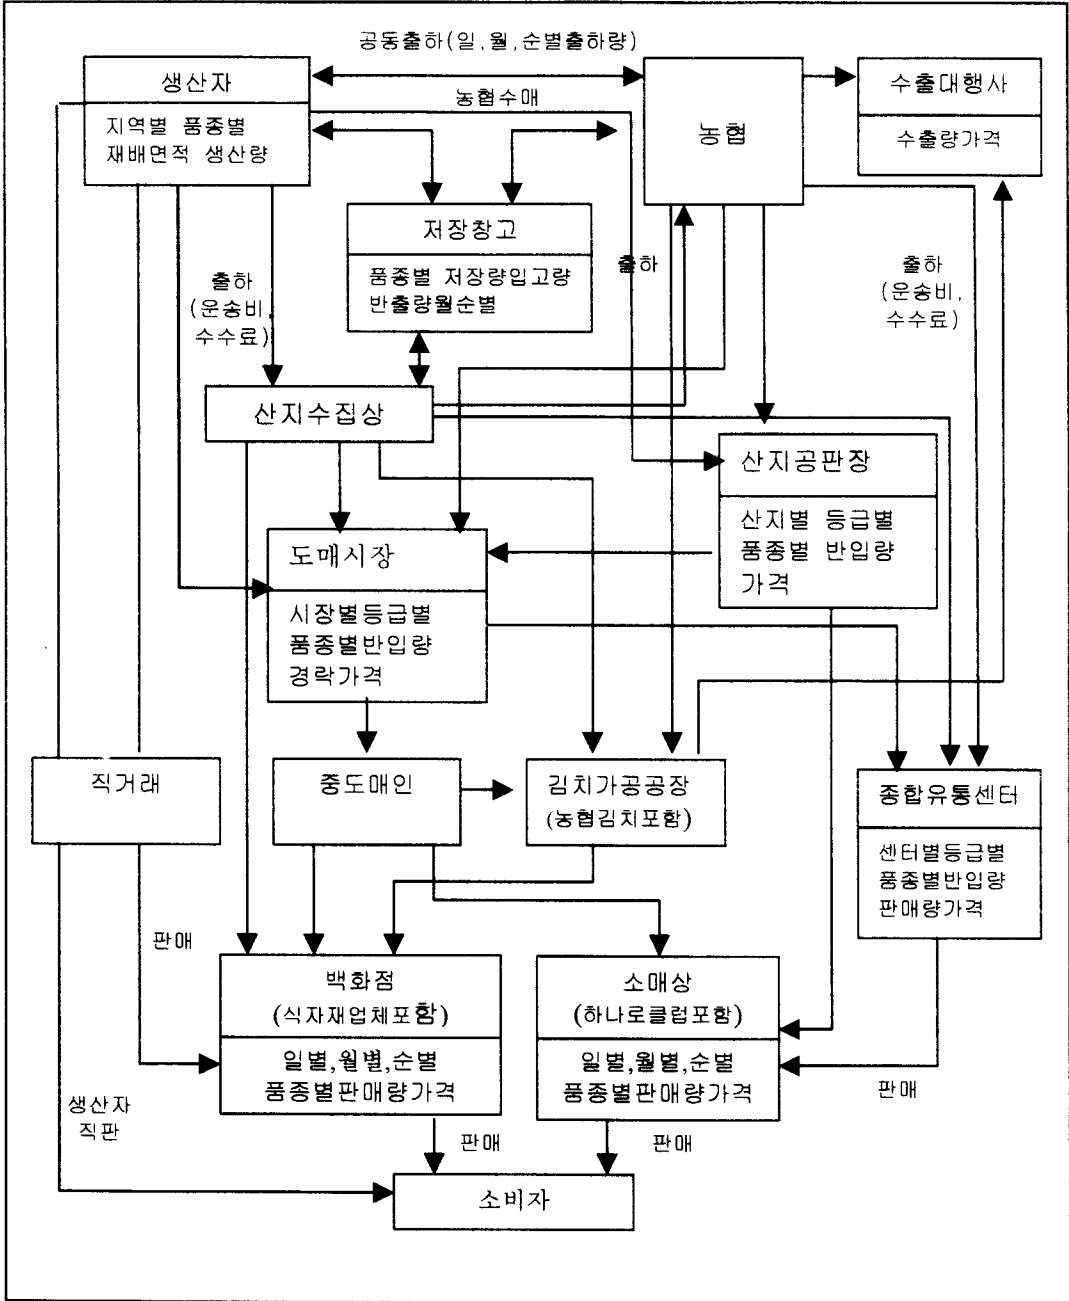 공동출하(일,월,순별출하량)
생산자
지역별 품종별
재배면적 생산량
농협수매
농협
수출대행사
수출량가격
저장창고
품종별 저장량입고량
반출량월순별
출하
(운송비,
수수료)
출하
출하
(운송비,
수수료)
산지수집상
산지공판장
산지별 등급별
품종별 반입량
가격
도매시장
시장별등급별
품종별반입량
경락가격
직거래
중도매인
김치가공공장
(농협김치포함)
종합유통센터
센터별등급별
품종별반입량
판매량가격
판매
백화점
(식자재업체포함)
일별,월별,순별
품종별판매량가격
소매상
(하나로클럽포함)
일별,월별,순별
품종별판매량가격
판매
생산자
직판
판매
판매
소비자